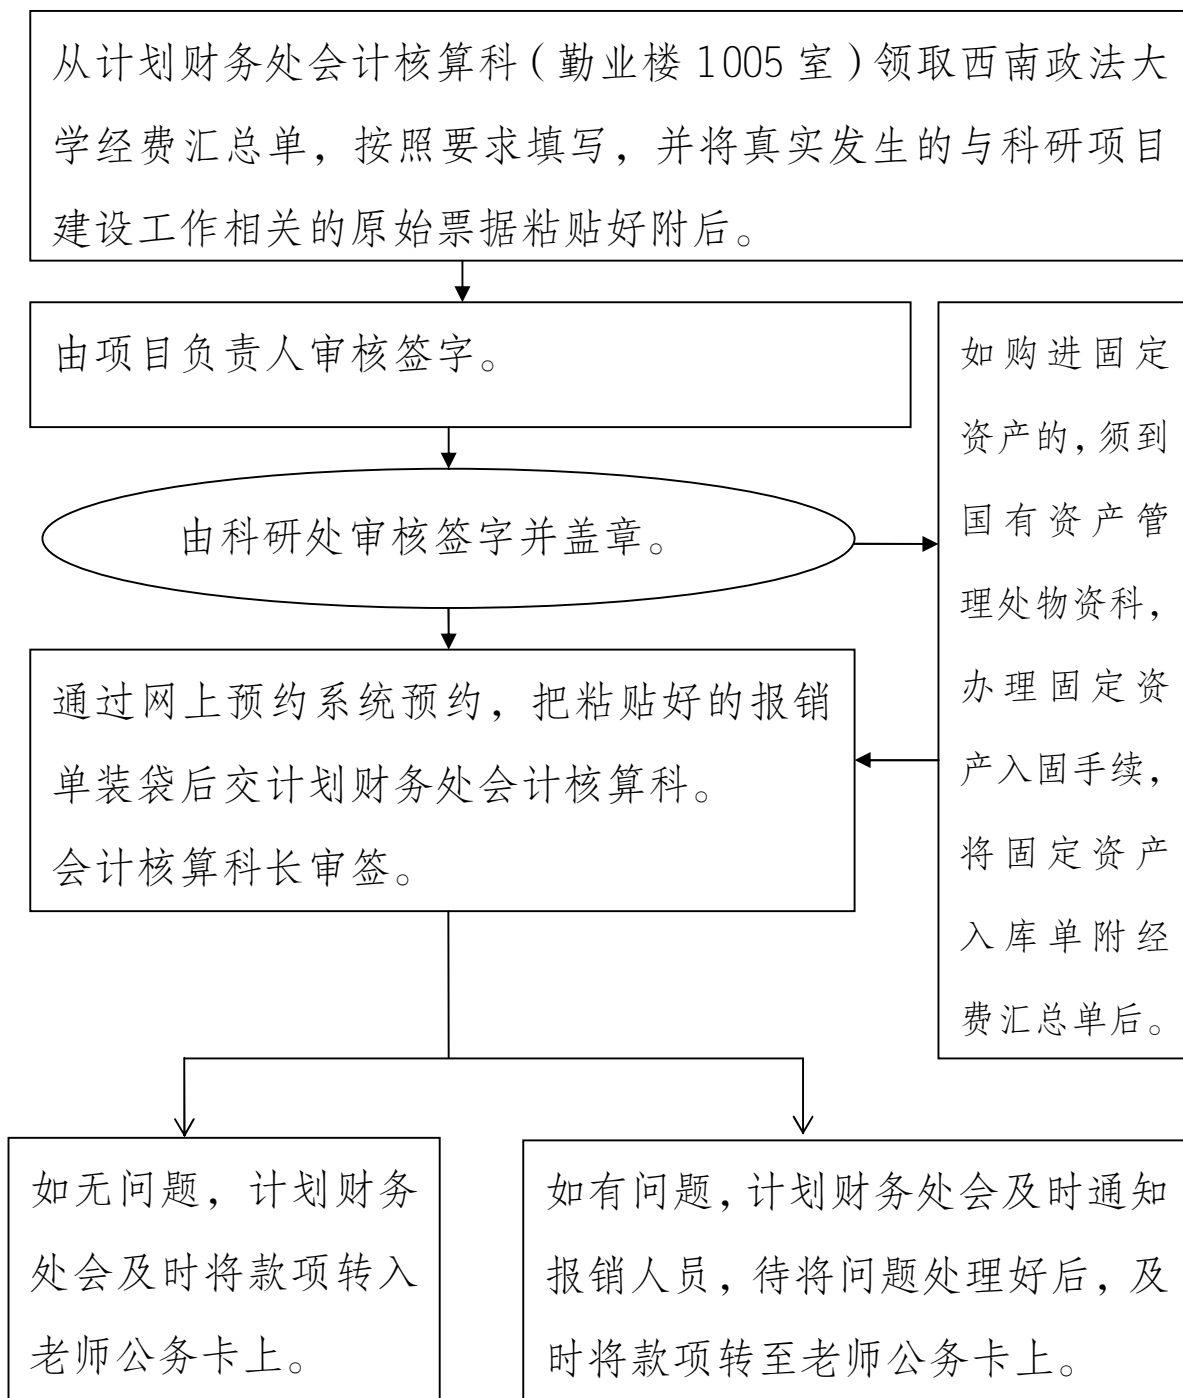 从计划财务处会计核算科（勤业楼 1005 室）领取西南政法大
学经费汇总单，按照要求填写，并将真实发生的与科研项目
建设工作相关的原始票据粘贴好附后。
由项目负责人审核签字。
由科研处审核签字并盖章。
如购进固定
资产的，须到
国有资产管
理处物资科，
办理固定资
产入固手续，
将固定资产
入库单附经
费汇总单后。
通过网上预约系统预约，把粘贴好的报销
单装袋后交计划财务处会计核算科。
会计核算科长审签。
如无问题，计划财务
处会及时将款项转入
老师公务卡上。
如有问题，计划财务处会及时通知
报销人员，待将问题处理好后，及
时将款项转至老师公务卡上。